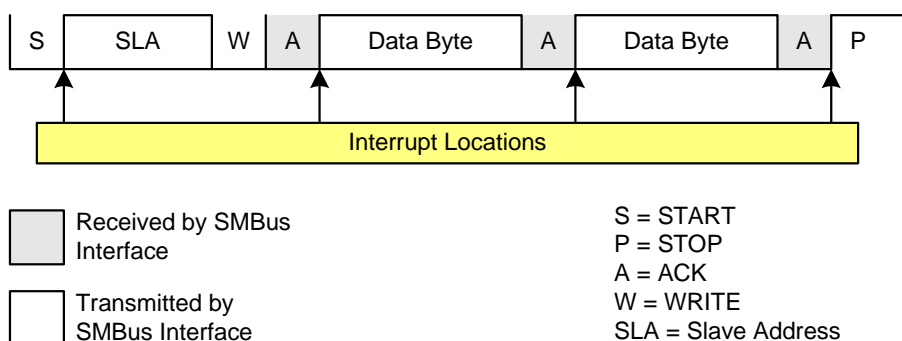 S SLA W A Data Byte A Data Byte A P
Interrupt Locations
Received by SMBus
Interface
Transmitted by
SMBus Interface
S = START
P = STOP
A = ACK
W = WRITE
SLA = Slave Address